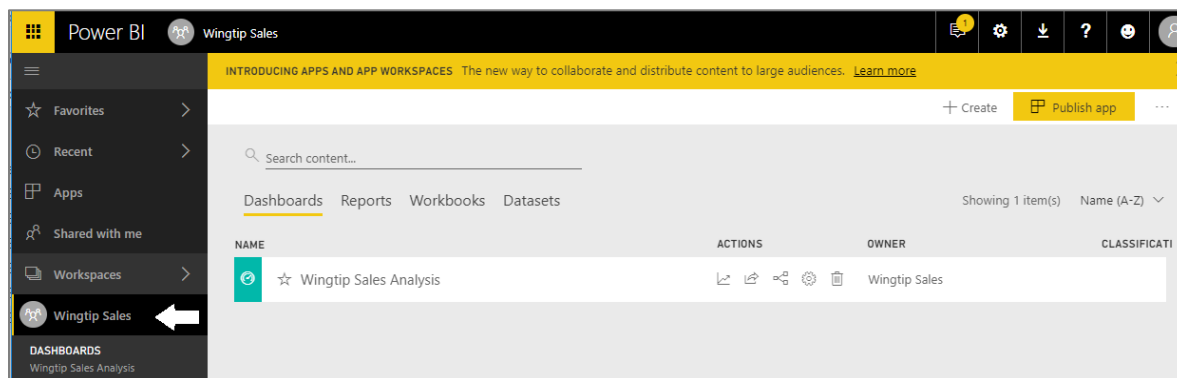 Power BI Wingtip Sales 1 ?
INTRODUCING APPS AND APP WORKSPACES The new way to collaborate and distribute content to large audiences. Learn more
Favorites
+ Create Publish app ...
Recent
Search content...
Apps
Dashboards Reports Workbooks Datasets Showing 1 item(s) Name (A-Z)
Shared with me
NAME ACTIONS OWNER CLASSIFICATI
Workspaces
Wingtip Sales Analysis Wingtip Sales
Wingtip Sales
DASHBOARDS
Wingtip Sales Analysis